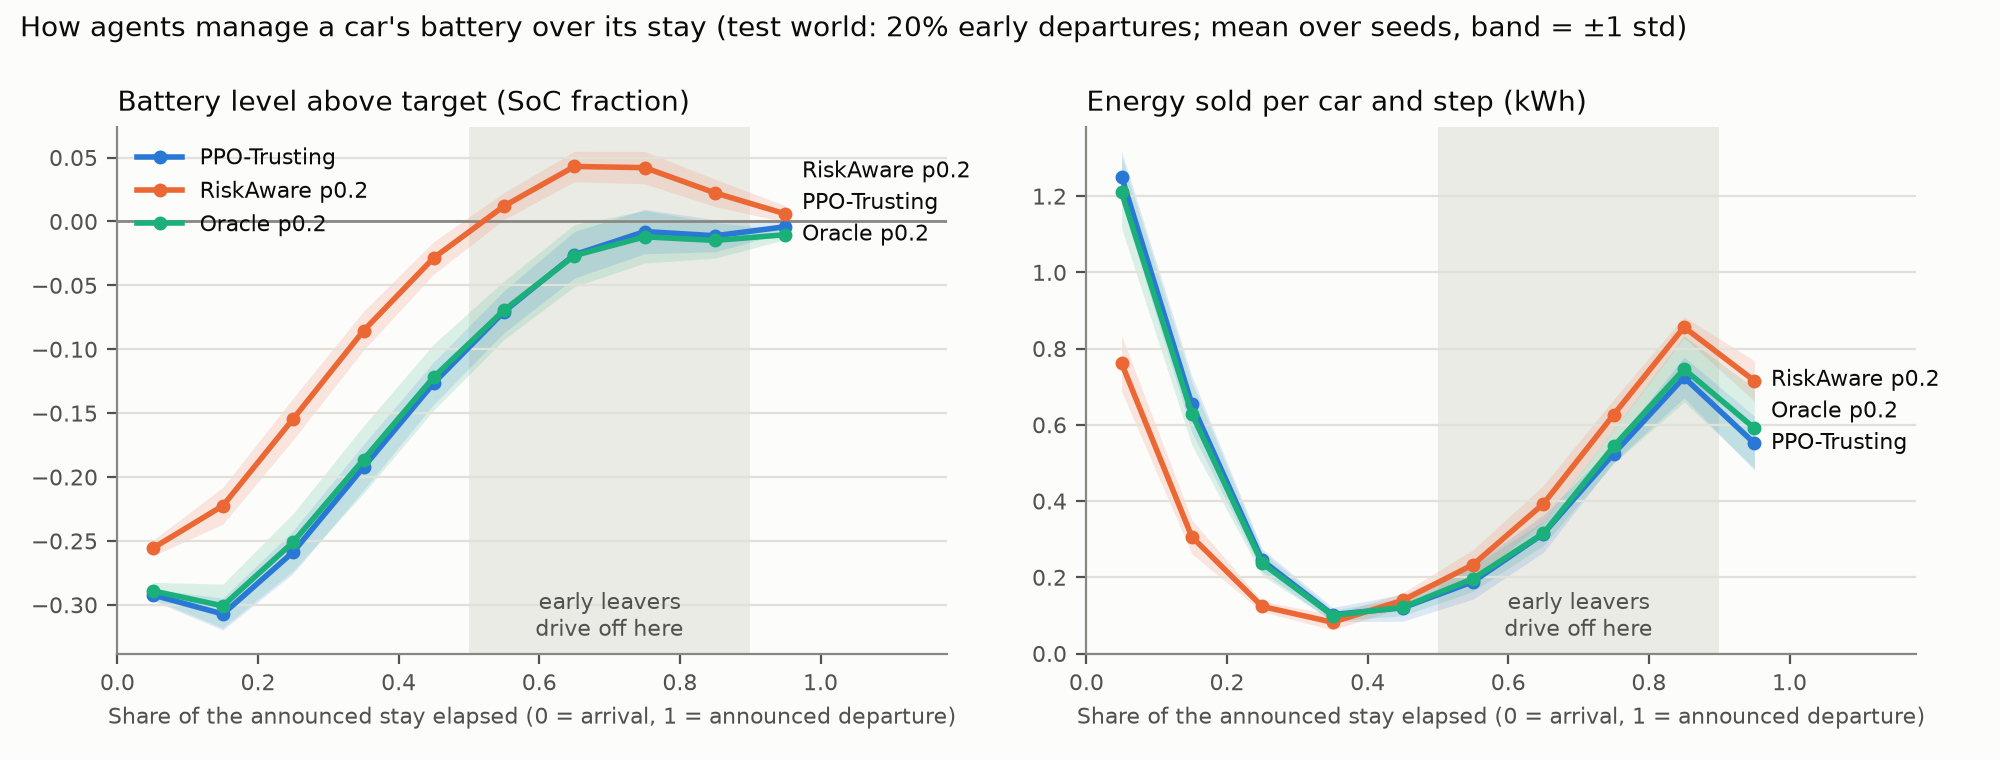 How agents manage a car's battery over its stay (test world: 20% early departures; mean over seeds, band = ±1 std)
Battery level above target (SoC fraction)
PPO-Trusting
RiskAware p0.2
Oracle p0.2
0.05
0.00
−0.05
−0.10
−0.15
−0.20
−0.25
−0.30
RiskAware p0.2
PPO-Trusting
Oracle p0.2
early leavers
drive off here
0.0
0.2
0.4
0.6
0.8
1.0
Share of the announced stay elapsed (0 = arrival, 1 = announced departure)
Energy sold per car and step (kWh)
1.2
1.0
0.8
0.6
0.4
0.2
0.0
RiskAware p0.2
Oracle p0.2
PPO-Trusting
early leavers
drive off here
0.0
0.2
0.4
0.6
0.8
1.0
Share of the announced stay elapsed (0 = arrival, 1 = announced departure)